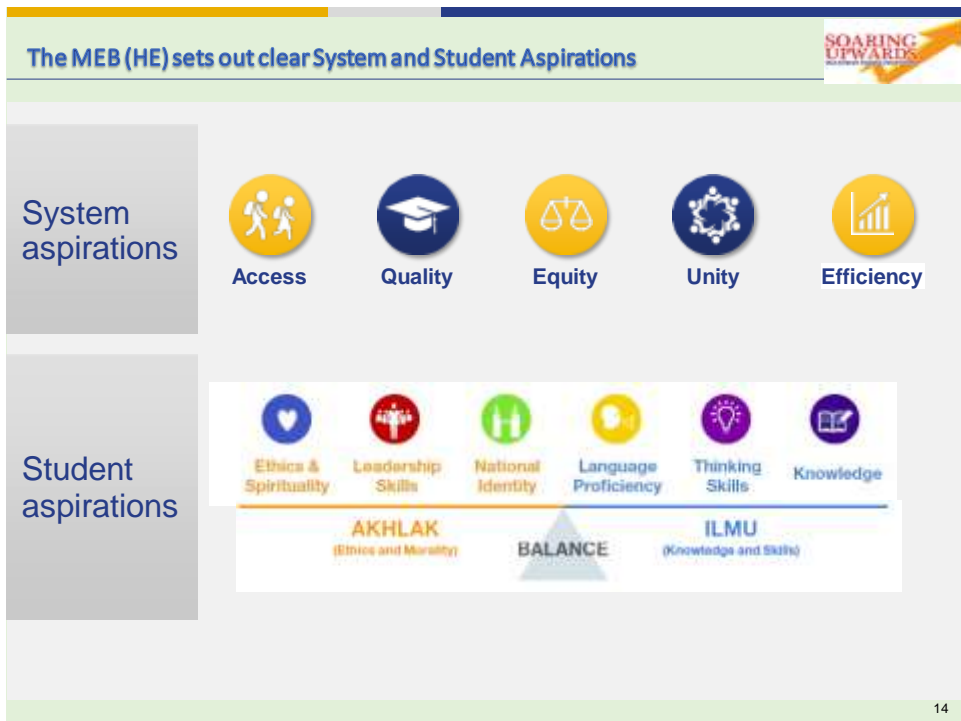 The MEB (HE) sets out clear System and Student Aspirations
SOARING
UPWARDS
System
aspirations
Access
Quality
Equity
Unity
Efficiency
Student
aspirations
Ethics &
Spirituality
Leadership
Skills
National
Identity
Language
Proficiency
Thinking
Skills
Knowledge
AKHLAK
(Ethics and Morality)
BALANCE
ILMU
(Knowledge and Skills)
14